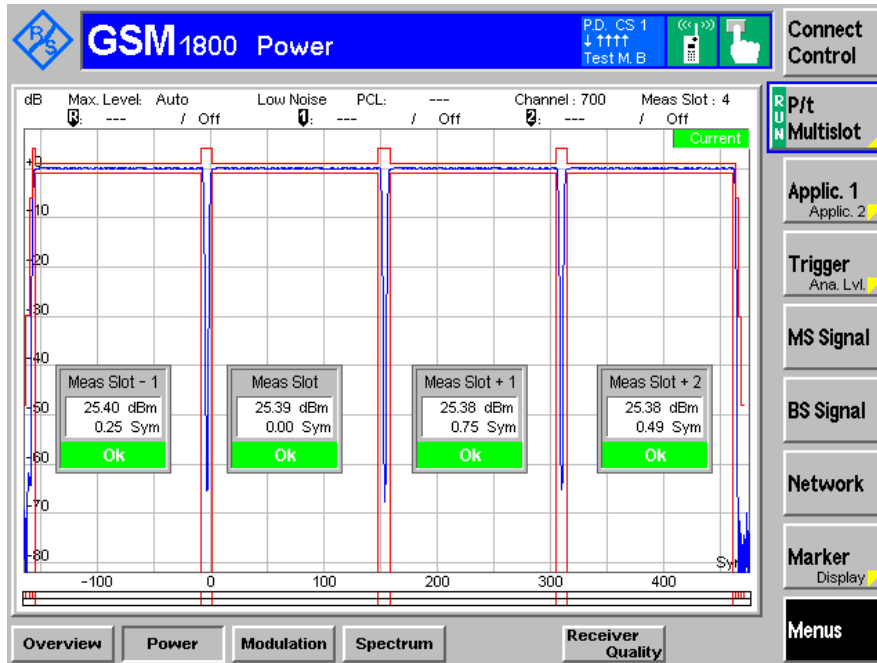 R&S
GSM 1800 Power
P.D. CS 1
↓ ↑↑↑↑
Test M. B
Connect Control
dB Max. Level: Auto Low Noise PCL: --- Channel : 700 Meas Slot : 4
R: --- / Off 1: --- / Off 2: --- / Off
Current
RUN
P/t Multislot
Applic. 1
Applic. 2
Trigger
Ana. Lvl.
MS Signal
BS Signal
Network
Marker
Display
Menus
+0
-10
-20
-30
-40
-50
-60
-70
-80
Meas Slot - 1
25.40 dBm
0.25 Sym
Ok
Meas Slot
25.39 dBm
0.00 Sym
Ok
Meas Slot + 1
25.38 dBm
0.75 Sym
Ok
Meas Slot + 2
25.38 dBm
0.49 Sym
Ok
-100 0 100 200 300 400
Overview Power Modulation Spectrum Receiver Quality